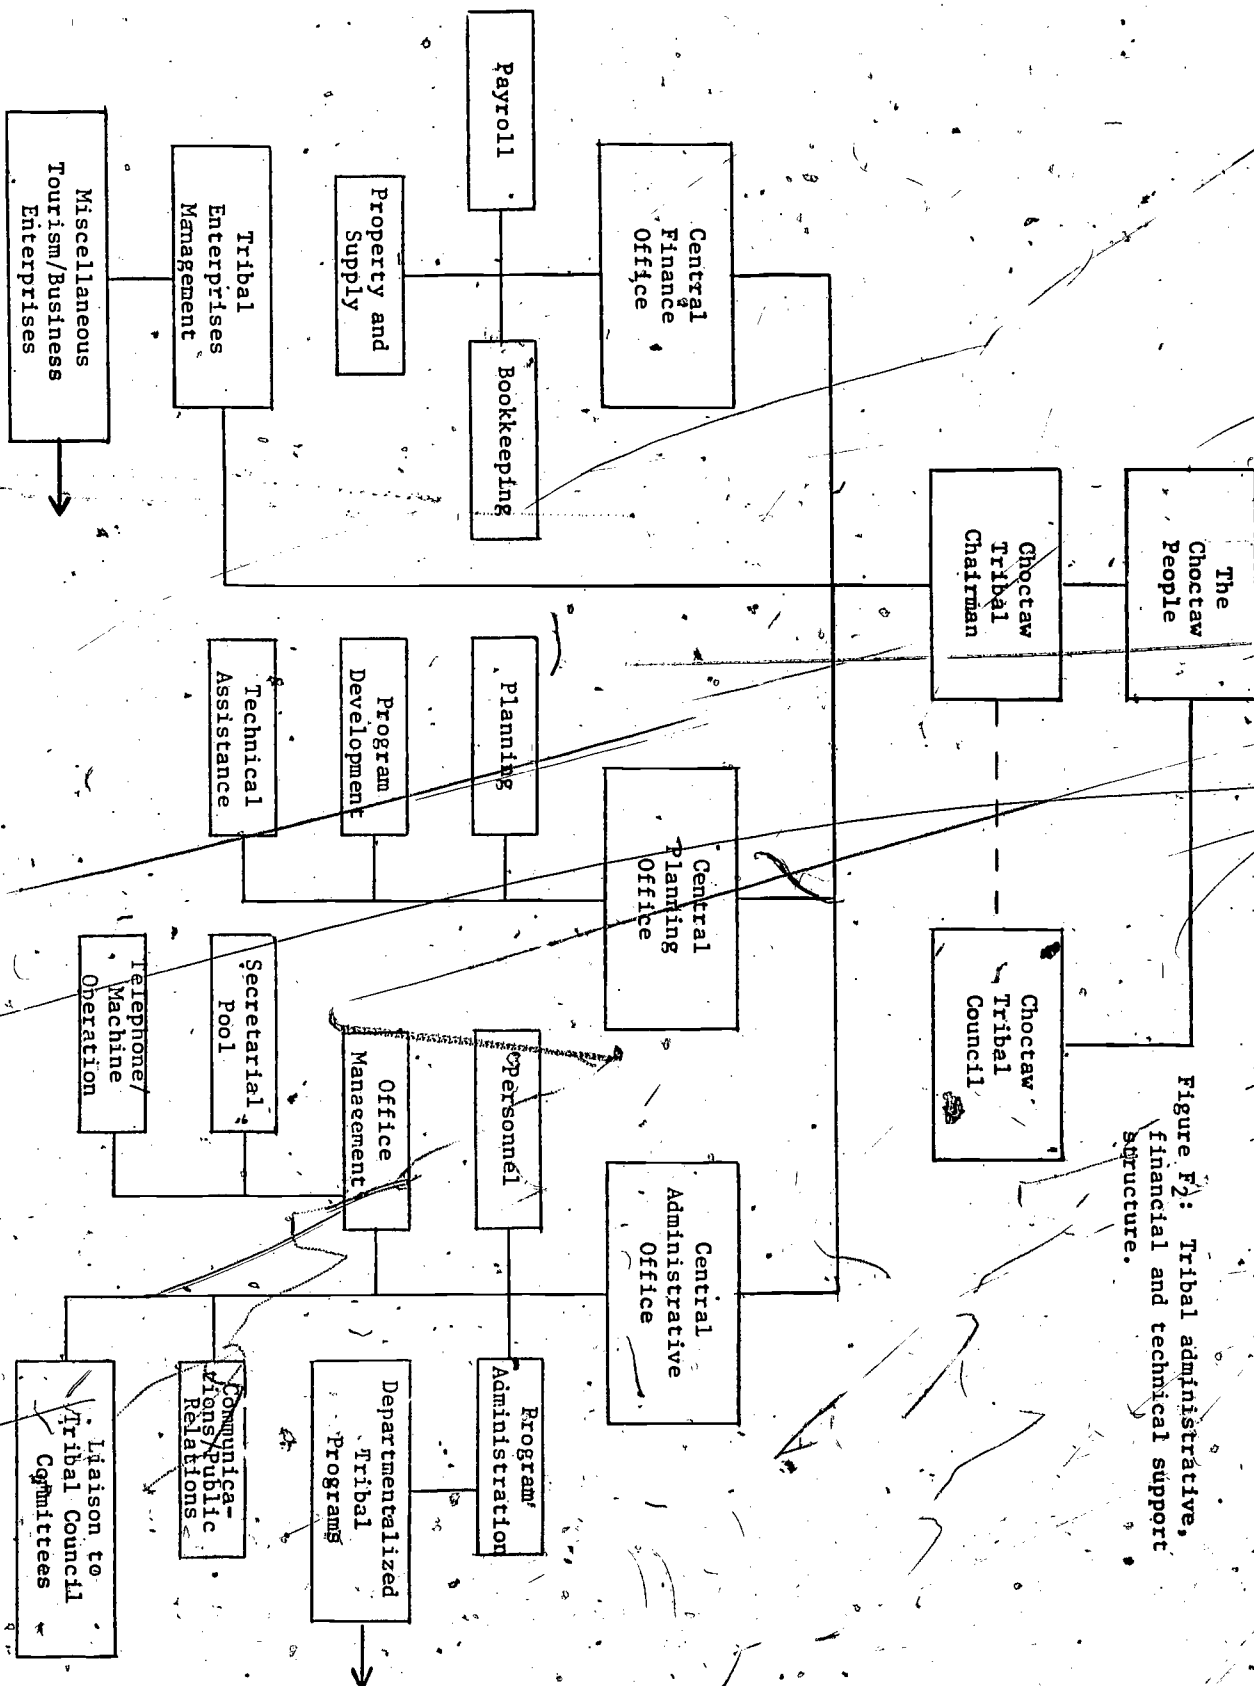 Figure F2: Tribal administrative,
financial and technical support
structure.
The
Choctaw
People
Choctaw
Tribal
Chairman
Choctaw
Tribal
Council
Central
Finance
Office
Central
Planning
Office
Central
Administrative
Office
Payroll
Bookkeeping
Property and
Supply
Planning
Program
Development
Technical
Assistance
Personnel
Program
Administration
Office
Management
Departmentalized
Tribal
Programs
Secretarial
Pool
Telephone/
Machine
Operation
Communica-
tions/Public
Relations
Liaison to
Tribal Council
Committees
Tribal
Enterprises
Management
Miscellaneous
Tourism/Business
Enterprises